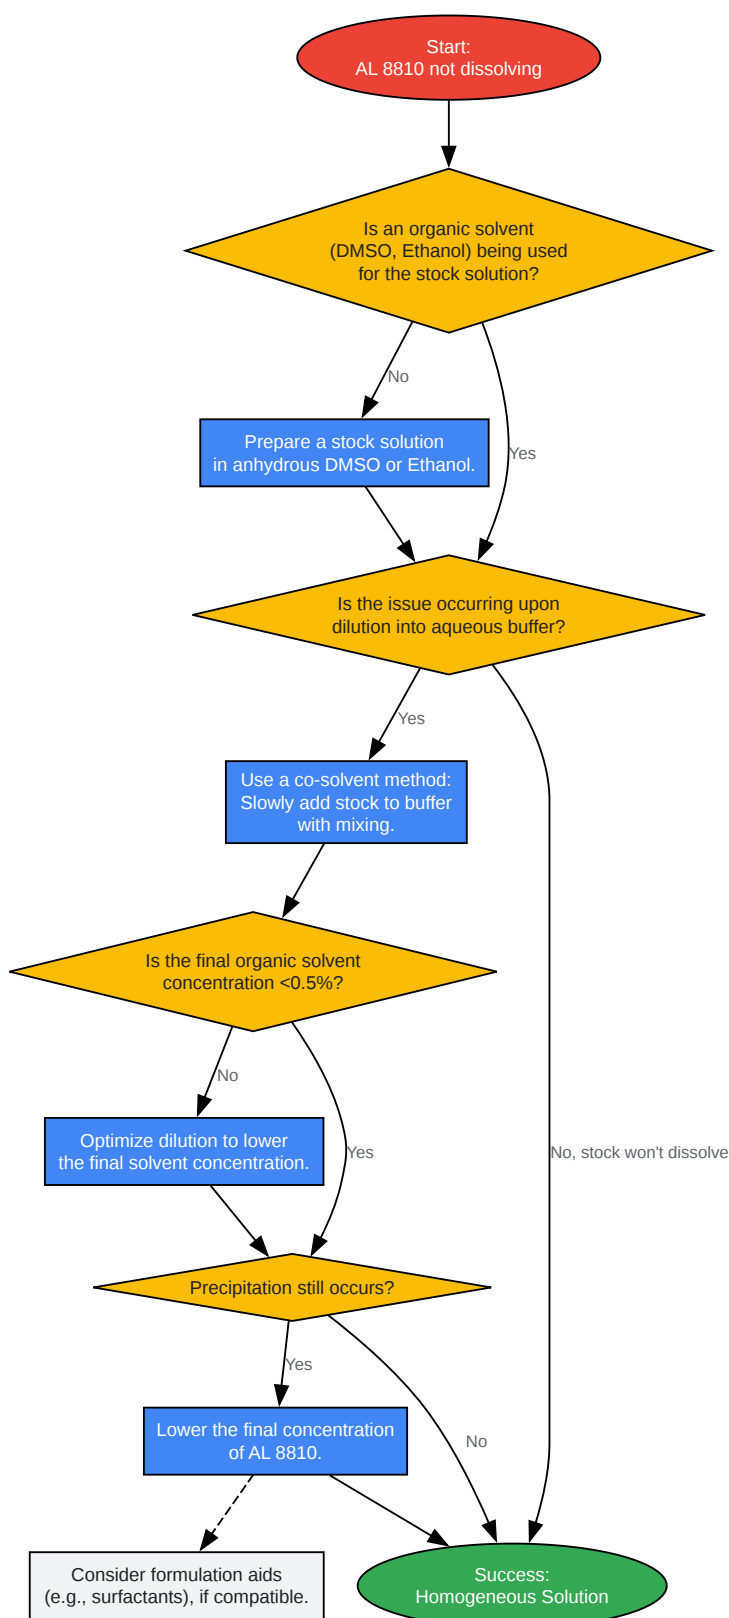 Start:
AL 8810 not dissolving
Is an organic solvent
(DMSO, Ethanol) being used
for the stock solution?
No
Prepare a stock solution
in anhydrous DMSO or Ethanol.
Yes
Is the issue occurring upon
dilution into aqueous buffer?
Yes
Use a co-solvent method:
Slowly add stock to buffer
with mixing.
Is the final organic solvent
concentration <0.5%?
No
Optimize dilution to lower
the final solvent concentration.
Yes
No, stock won't dissolve
Precipitation still occurs?
Yes
Lower the final concentration
of AL 8810.
No
Consider formulation aids
(e.g., surfactants), if compatible.
Success:
Homogeneous Solution